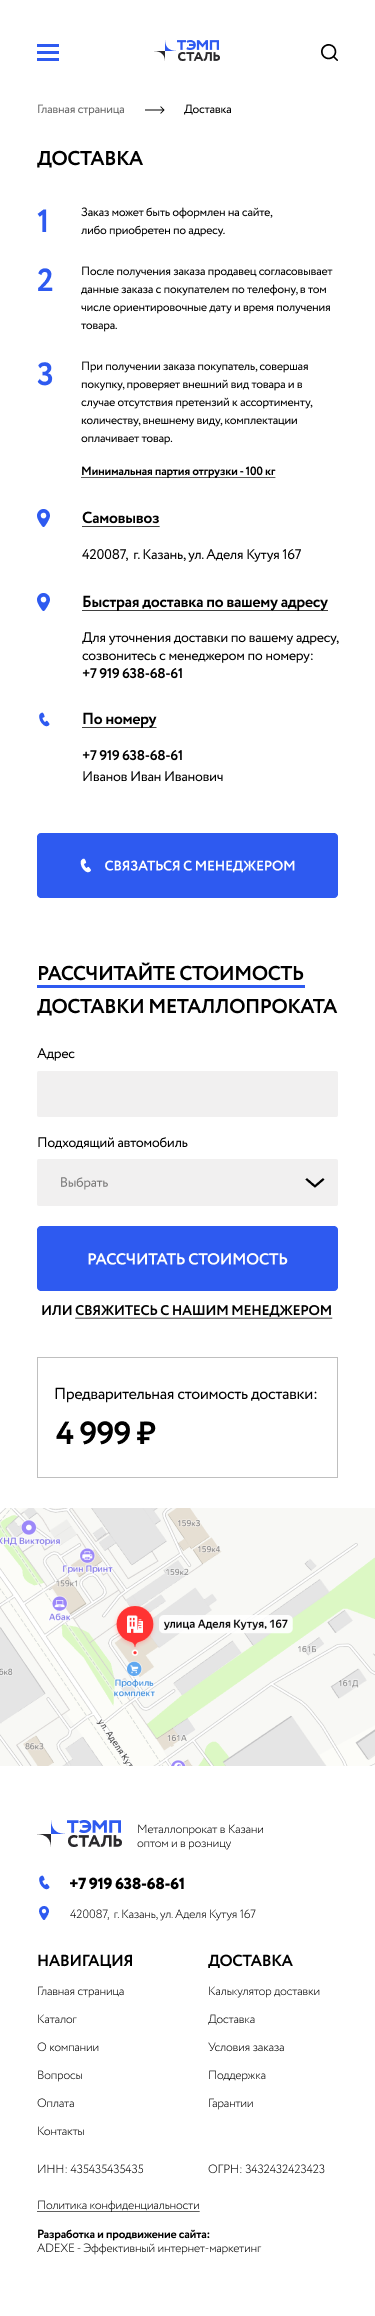 ТЭМП
СТАЛЬ
Главная страница
Доставка
ДОСТАВКА
1
Заказ может быть оформлен на сайте,
либо приобретен по адресу.
2
После получения заказа продавец согласовывает
данные заказа с покупателем по телефону, в том
числе ориентировочные дату и время получения
товара.
3
При получении заказа покупатель, совершая
покупку, проверяет внешний вид товара и в
случае отсутствия претензий к ассортименту,
количеству, внешнему виду, комплектации
оплачивает товар.
Минимальная партия отгрузки - 100 кг
Самовывоз
420087, г. Казань, ул. Аделя Кутуя 167
Быстрая доставка по вашему адресу
Для уточнения доставки по вашему адресу,
созвонитесь с менеджером по номеру:
+7 919 638-68-61
По номеру
+7 919 638-68-61
Иванов Иван Иванович
СВЯЗАТЬСЯ С МЕНЕДЖЕРОМ
РАССЧИТАЙТЕ СТОИМОСТЬ
ДОСТАВКИ МЕТАЛЛОПРОКАТА
Адрес
Подходящий автомобиль
Выбрать
РАССЧИТАТЬ СТОИМОСТЬ
ИЛИ СВЯЖИТЕСЬ С НАШИМ МЕНЕДЖЕРОМ
Предварительная стоимость доставки:
4 999 ₽
159к3
КНД Виктория
159к4
Грин Принт
159к2
159к1
Абак
улица Аделя Кутуя, 167
161Б
6к8
Профиль
комплект
161Д
ул. Аделя Кут
161А
86к3
ТЭМП
СТАЛЬ
Металлопрокат в Казани
оптом и в розницу
+7 919 638-68-61
420087, г. Казань, ул. Аделя Кутуя 167
НАВИГАЦИЯ
ДОСТАВКА
Главная страница
Калькулятор доставки
Каталог
Доставка
О компании
Условия заказа
Вопросы
Поддержка
Оплата
Гарантии
Контакты
ИНН: 435435435435
ОГРН: 3432432423423
Политика конфиденциальности
Разработка и продвижение сайта:
ADEXE - Эффективный интернет-маркетинг